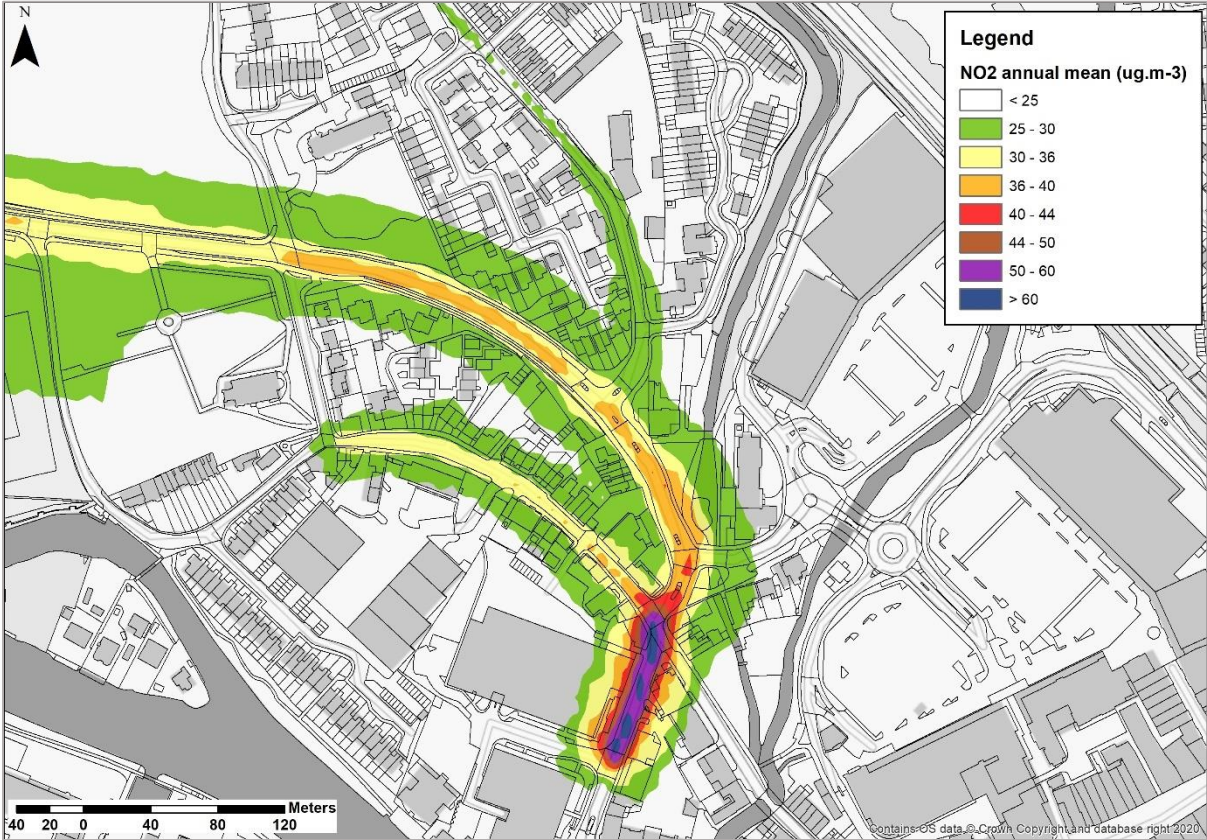 N
Legend
NO2 annual mean (ug.m-3)
< 25
25 - 30
30 - 36
36 - 40
40 - 44
44 - 50
50 - 60
> 60
Meters
40 20 0 40 80 120
Contains OS data © Crown Copyright and database right 2020